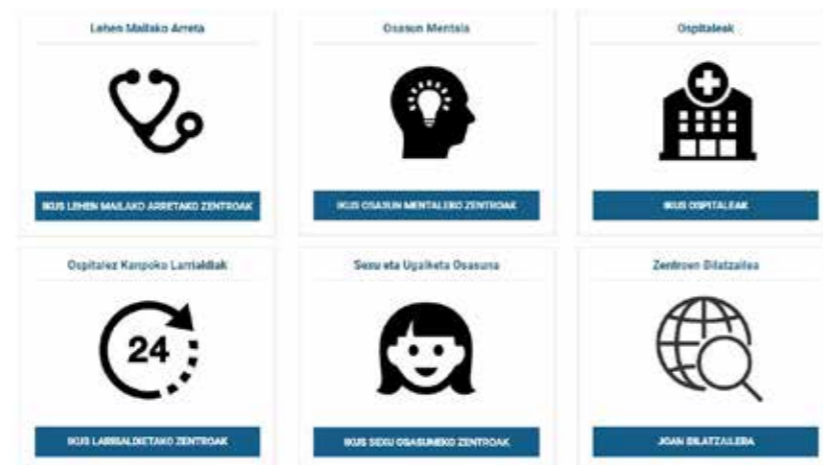 Lehen Mailako Arreta
Osasun Mentala
Ospitaleak
IKUS LEHEN MAILAKO ARRETAKO ZENTROAK
IKUS OSASUN MENTALEKO ZENTROAK
IKUS OSPITALEAK
Ospitalez Kanpoko Larrialdiak
Sexu eta Ugalketa Osasuna
Zentroen Bilatzailea
24
IKUS LARRIALDIETAKO ZENTROAK
IKUS SEXU OSASUNEKO ZENTROAK
JOAN BILATZAILERA